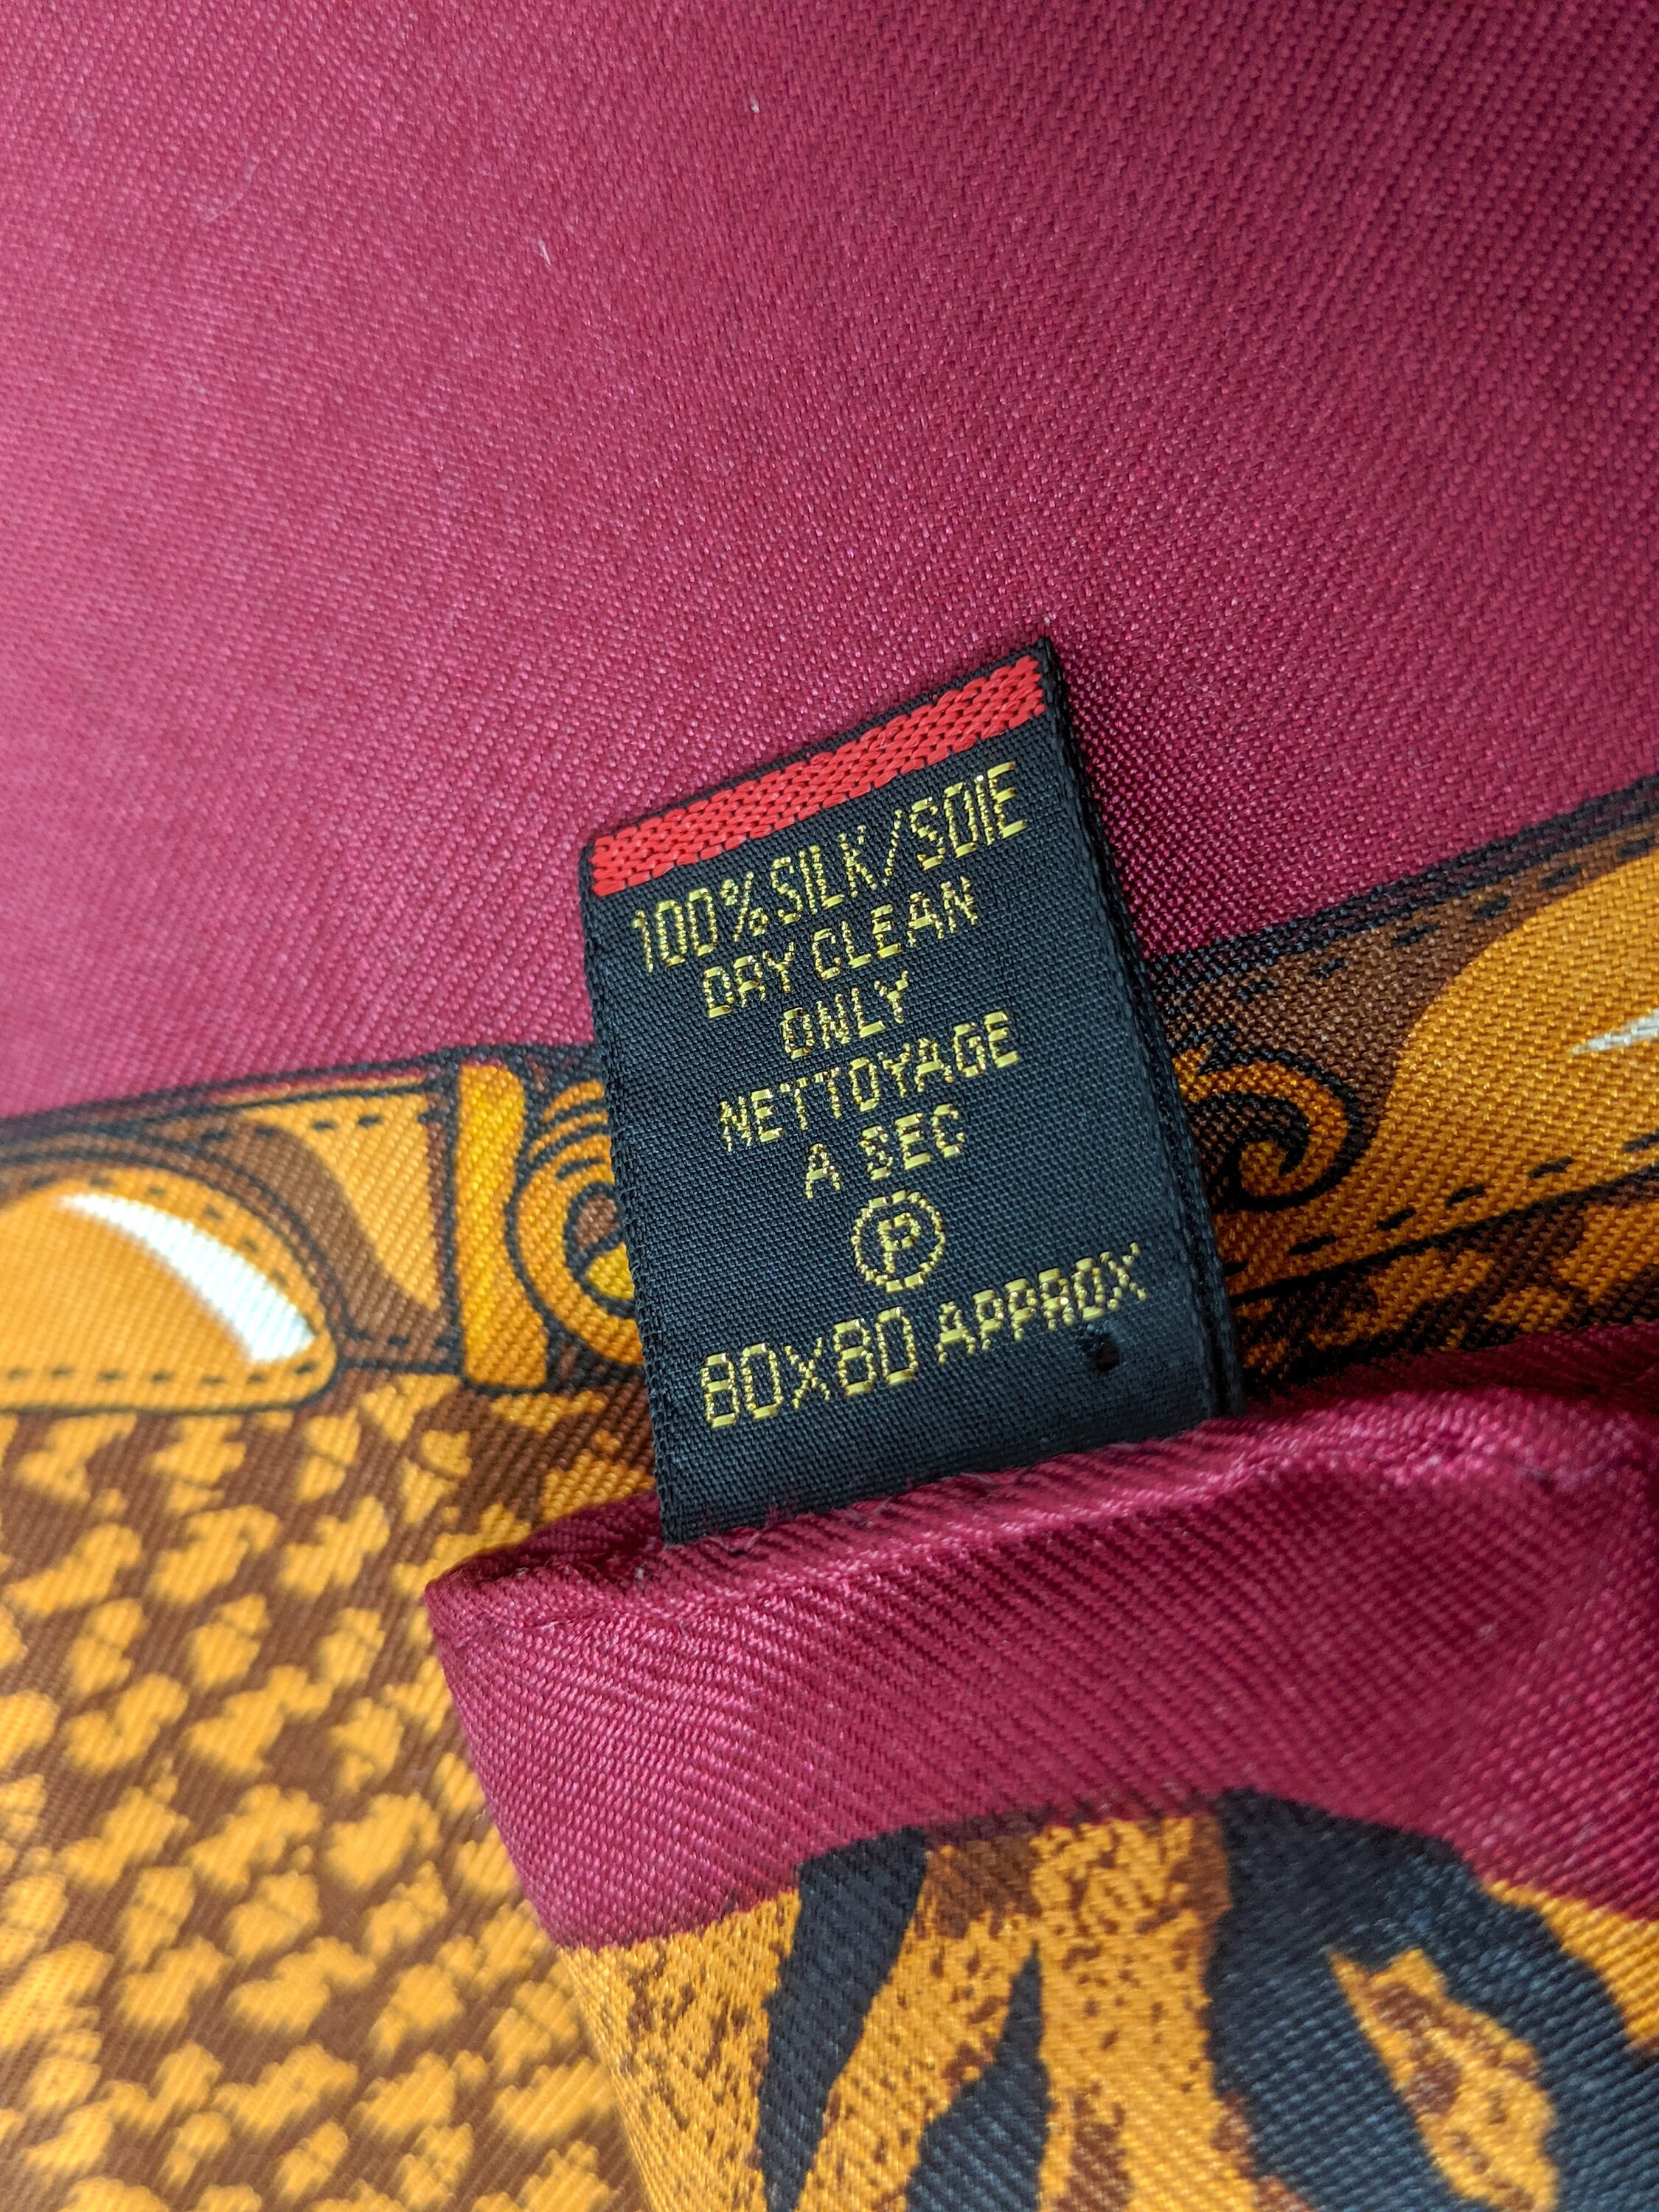 100% SILK/SOIE
DRY CLEAN
ONLY
NETTOYAGE
A SEC
P
80x80 APPROX